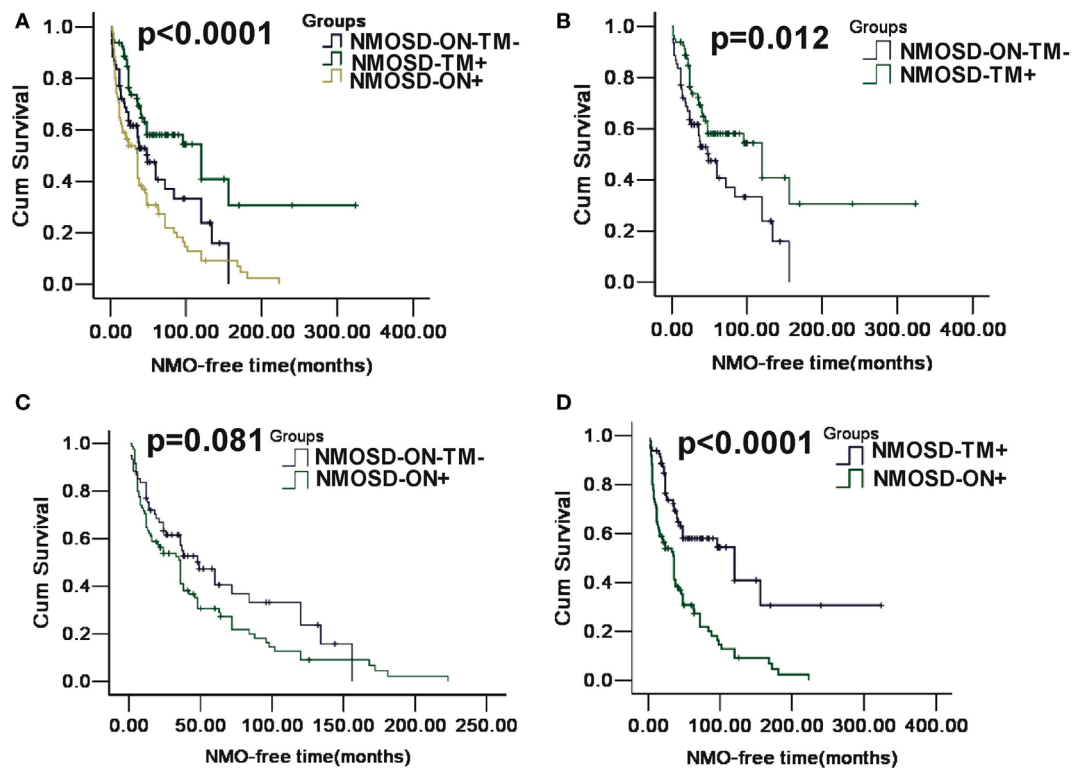 A
p<0.0001
Groups
NMOSD-ON-TM-
NMOSD-TM+
NMOSD-ON+
Cum Survival
1.0
0.8
0.6
0.4
0.2
0.0
0.00 100.00 200.00 300.00 400.00
NMO-free time(months)
B
p=0.012
Groups
NMOSD-ON-TM-
NMOSD-TM+
Cum Survival
1.0
0.8
0.6
0.4
0.2
0.0
0.00 100.00 200.00 300.00 400.00
NMO-free time(months)
C
p=0.081
Groups
NMOSD-ON-TM-
NMOSD-ON+
Cum Survival
1.0
0.8
0.6
0.4
0.2
0.0
0.00 50.00 100.00 150.00 200.00 250.00
NMO-free time(months)
D
p<0.0001
Groups
NMOSD-TM+
NMOSD-ON+
Cum Survival
1.0
0.8
0.6
0.4
0.2
0.0
0.00 100.00 200.00 300.00 400.00
NMO-free time(months)